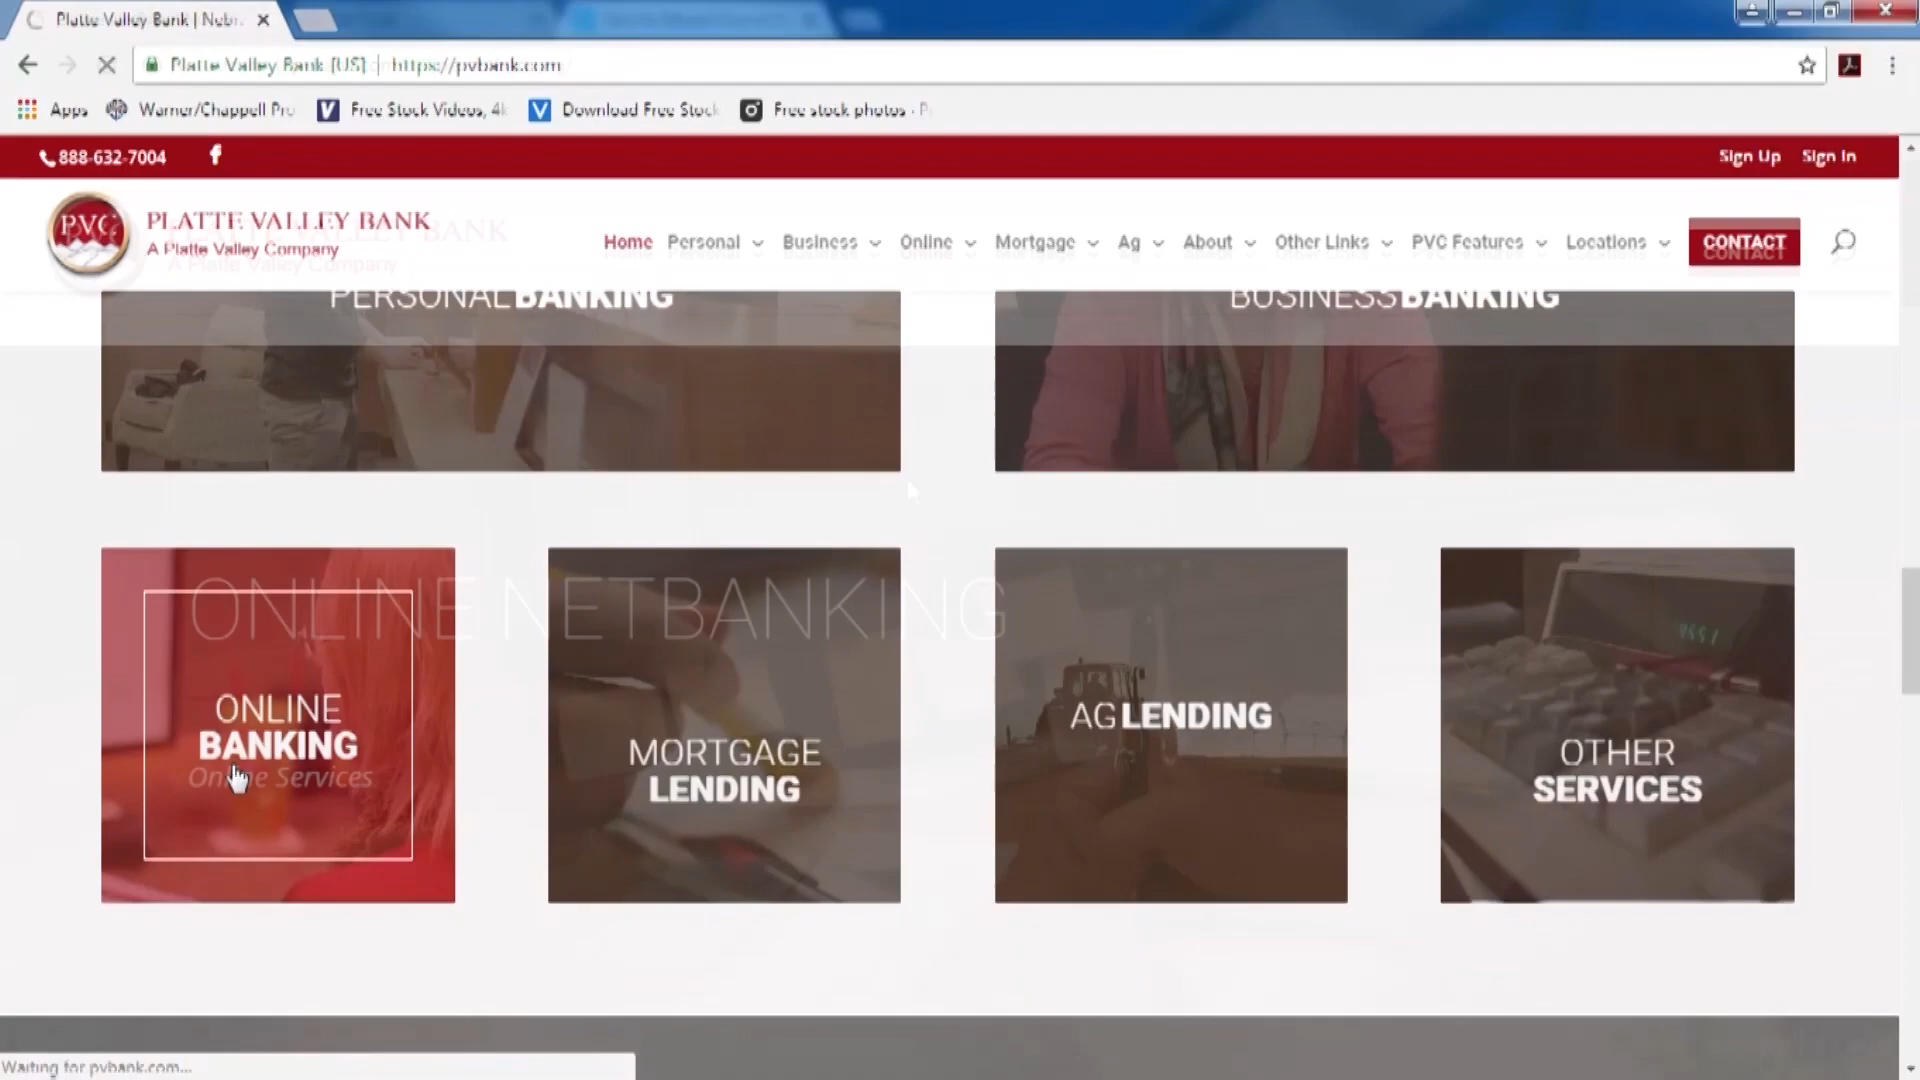 Platte Valley Bank | Nebr
Platte Valley Bank [US] | https://pvbank.com
Apps Warner/Chappell Pro Free Stock Videos, 4k Download Free Stock Free stock photos · P
888-632-7004 Sign Up Sign In
PVC PLATTE VALLEY BANK
A Platte Valley Company
Home Personal Business Online Mortgage Ag About Other Links PVC Features Locations CONTACT
PERSONAL BANKING BUSINESS BANKING
ONLINE NETBANKING
ONLINE
BANKING
Online Services
MORTGAGE
LENDING
AG LENDING
OTHER
SERVICES
Waiting for pvbank.com...